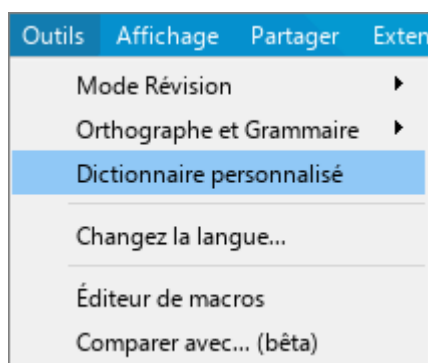 Outils Affichage Partager Exten
Mode Révision
Orthographe et Grammaire
Dictionnaire personnalisé
Changez la langue...
Éditeur de macros
Comparer avec... (bêta)